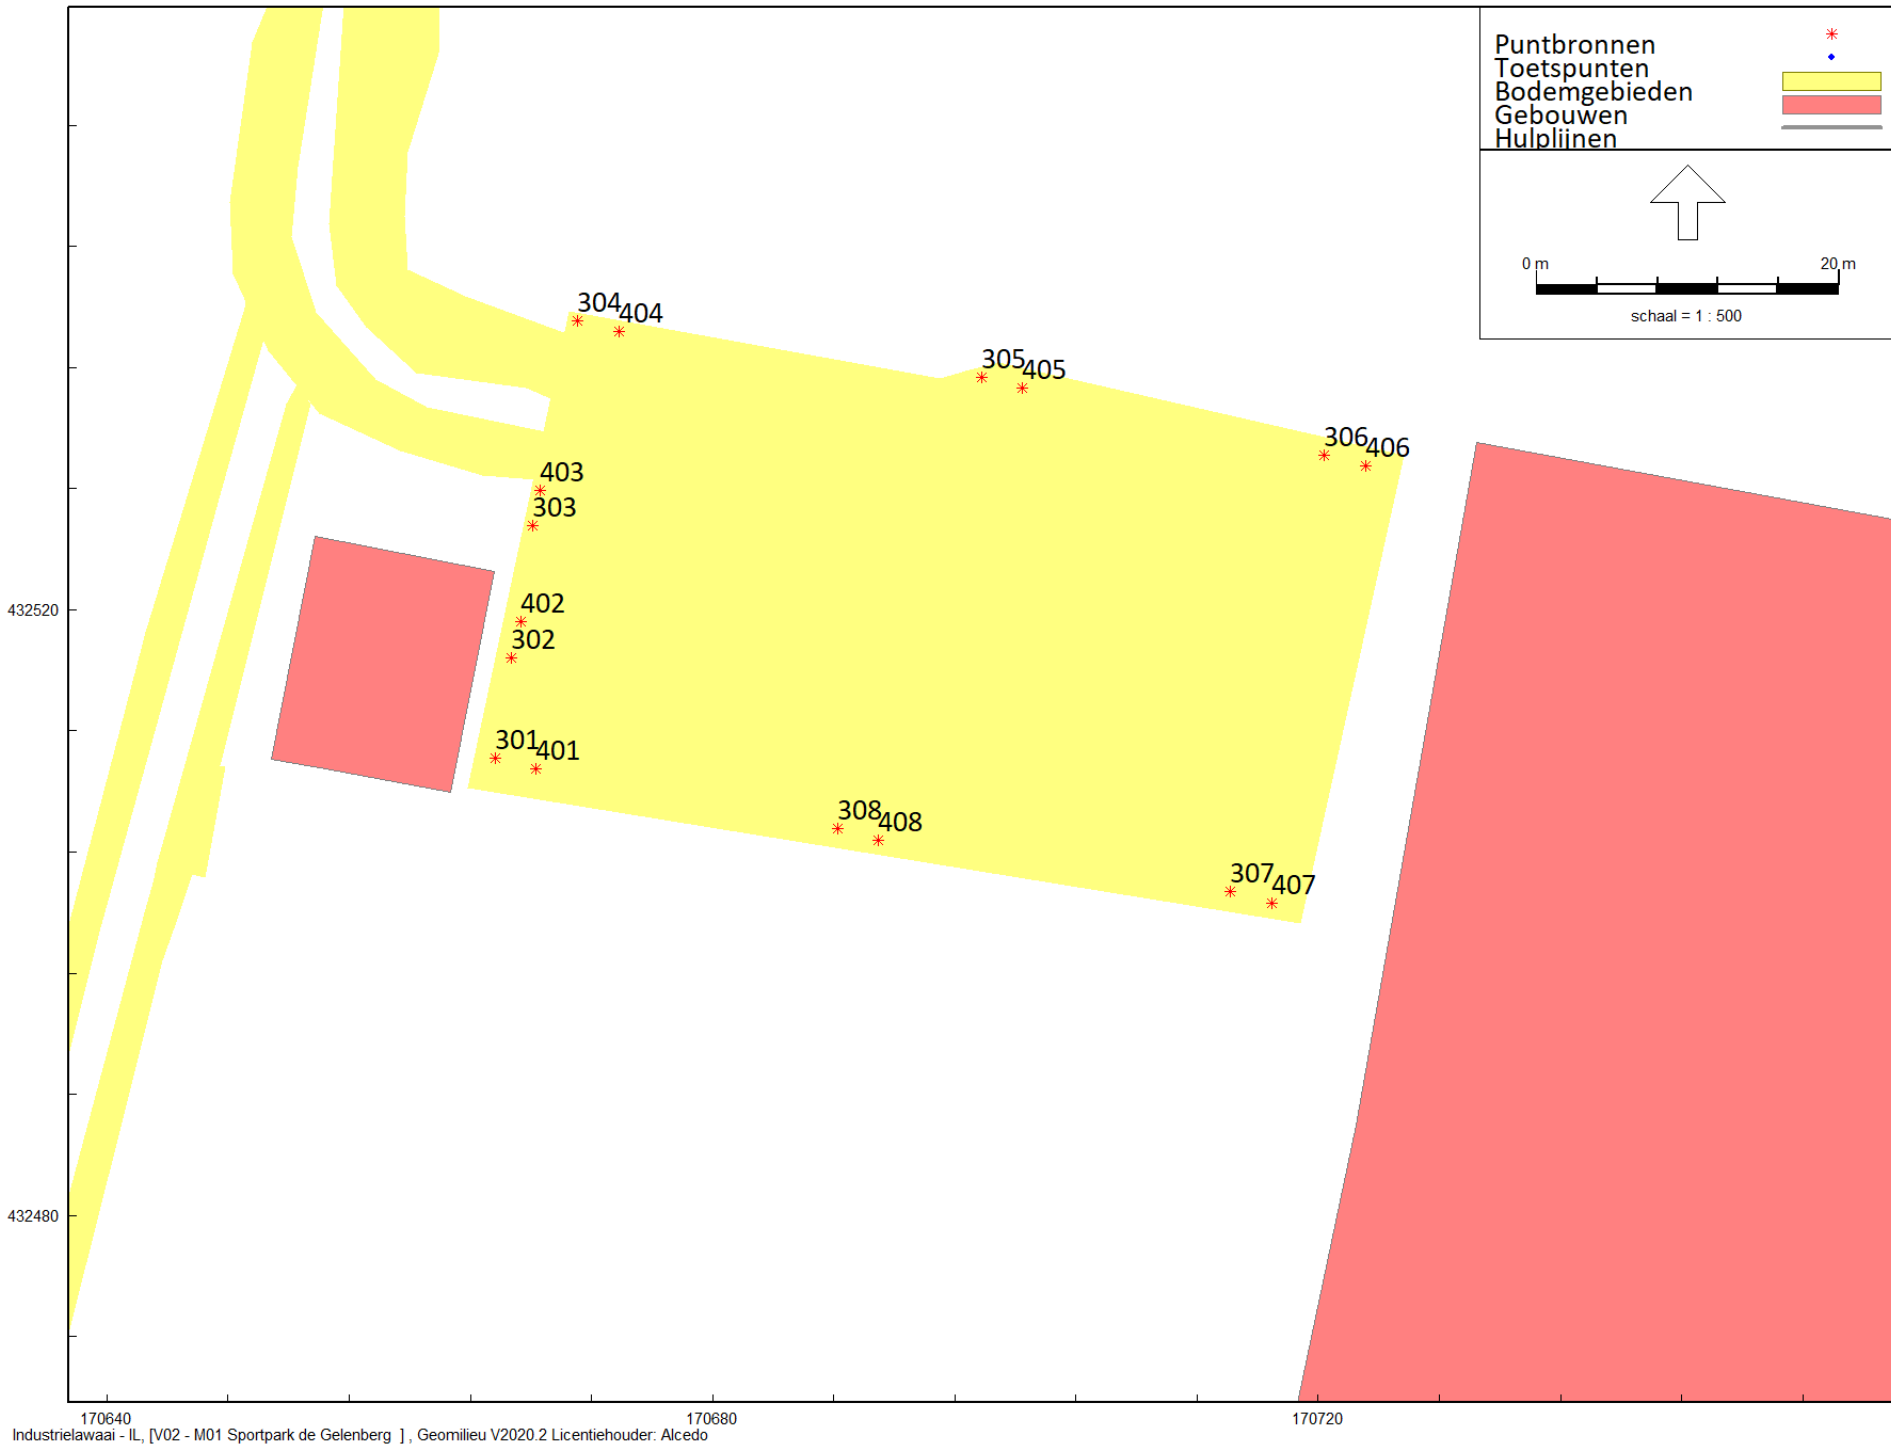 Puntbronnen
Toetspunten
Bodemgebieden
Gebouwen
Hulplijnen
0 m 20 m
schaal = 1 : 500
304 404
305 405
306 406
403
303
402
302
301 401
308 408
307 407
432520
432480
170640 170680 170720
Industrielawaai - IL, [V02 - M01 Sportpark de Gelenberg ] , Geomilieu V2020.2 Licentiehouder: Alcedo